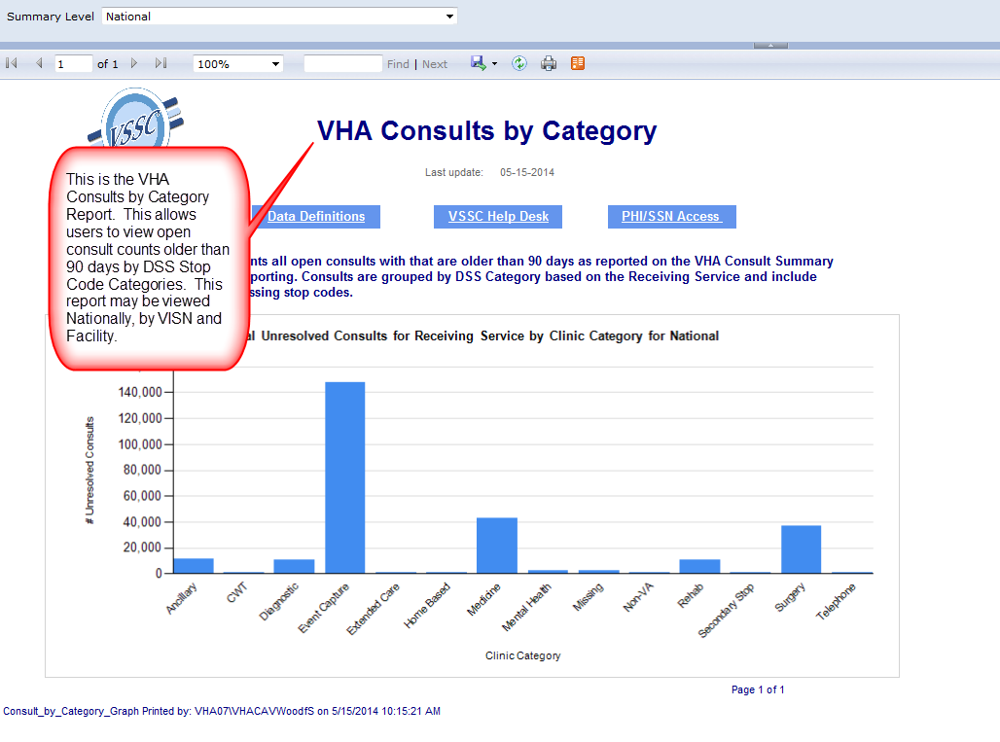 Summary Level National
1 of 1 100% Find | Next
VSSC
VHA Consults by Category
Last update: 05-15-2014
This is the VHA
Consults by Category
Report. This allows
users to view open
consult counts older than
90 days by DSS Stop
Code Categories. This
report may be viewed
Nationally, by VISN and
Facility.
Data Definitions VSSC Help Desk PHI/SSN Access
all open consults with that are older than 90 days as reported on the VHA Consult Summary
Consults are grouped by DSS Category based on the Receiving Service and include
stop codes.
Unresolved Consults for Receiving Service by Clinic Category for National
# Unresolved Consults
140,000
120,000
100,000
80,000
60,000
40,000
20,000
0
Ancillary
CWT
Diagnostic
Event Capture
Extended Care
Home Based
Medicine
Mental Health
Missing
Non-VA
Rehab
Secondary Stop
Surgery
Telephone
Clinic Category
Page 1 of 1
Consult_by_Category_Graph Printed by: VHA07\VHACAVWoodfS on 5/15/2014 10:15:21 AM